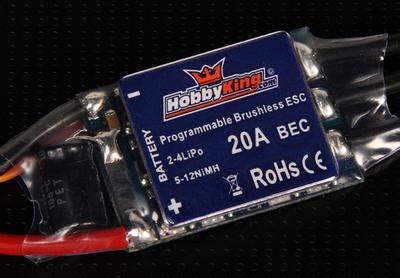 HobbyKing
.com
BATTERY
Programmable Brushless ESC
2-4LiPo
20A BEC
5-12NiMH
RoHs CE